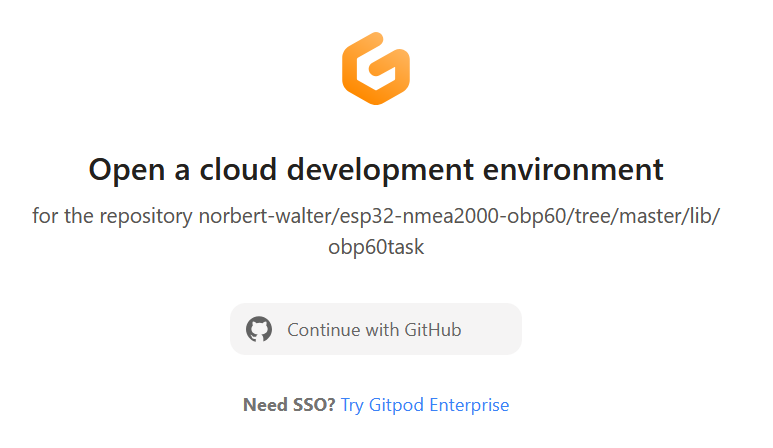 Open a cloud development environment
for the repository norbert-walter/esp32-nmea2000-obp60/tree/master/lib/
obp60task
Continue with GitHub
Need SSO? Try Gitpod Enterprise